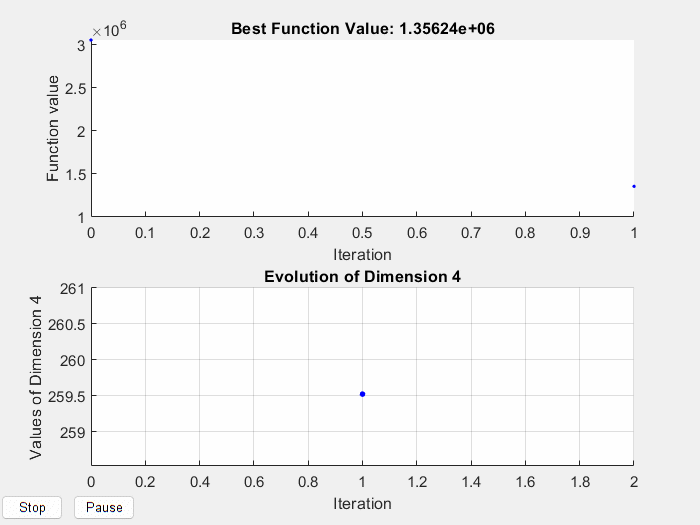 Best Function Value: 1.35624e+06
×10^6
3
2.5
2
1.5
1
Function value
0 0.1 0.2 0.3 0.4 0.5 0.6 0.7 0.8 0.9 1
Iteration
Evolution of Dimension 4
261
260.5
260
259.5
259
Values of Dimension 4
0 0.2 0.4 0.6 0.8 1 1.2 1.4 1.6 1.8 2
Iteration
Stop Pause